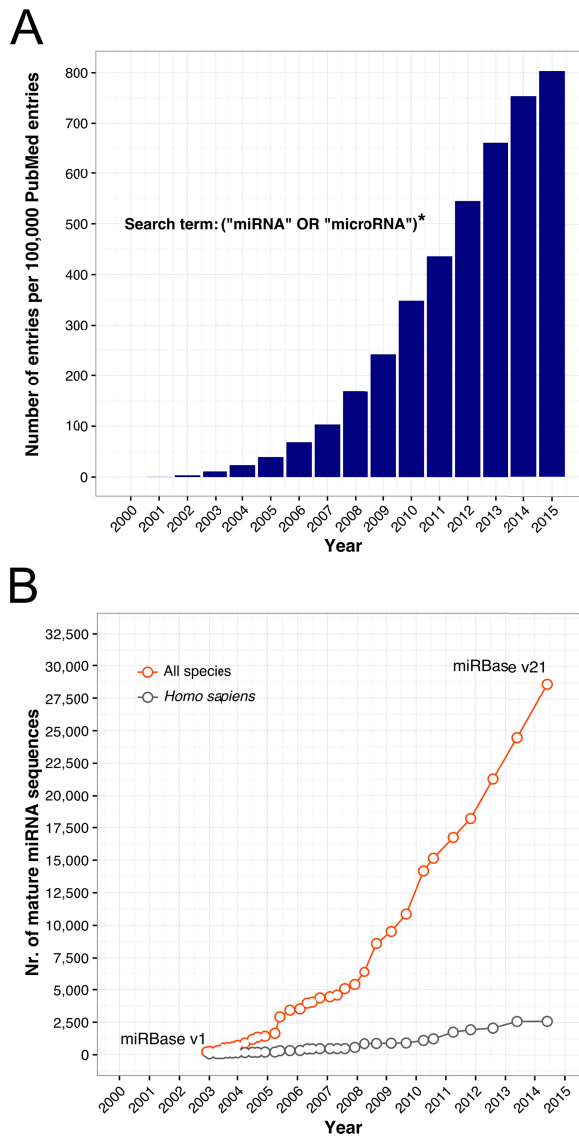 A
Number of entries per 100,000 PubMed entries
800
700
600
500
400
300
200
100
0
Search term: ("miRNA" OR "microRNA")*
2000 2001 2002 2003 2004 2005 2006 2007 2008 2009 2010 2011 2012 2013 2014 2015
Year
B
Nr. of mature miRNA sequences
32,500
30,000
27,500
25,000
22,500
20,000
17,500
15,000
12,500
10,000
7,500
5,000
2,500
0
All species
Homo sapiens
miRBase v21
miRBase v1
2000 2001 2002 2003 2004 2005 2006 2007 2008 2009 2010 2011 2012 2013 2014 2015
Year